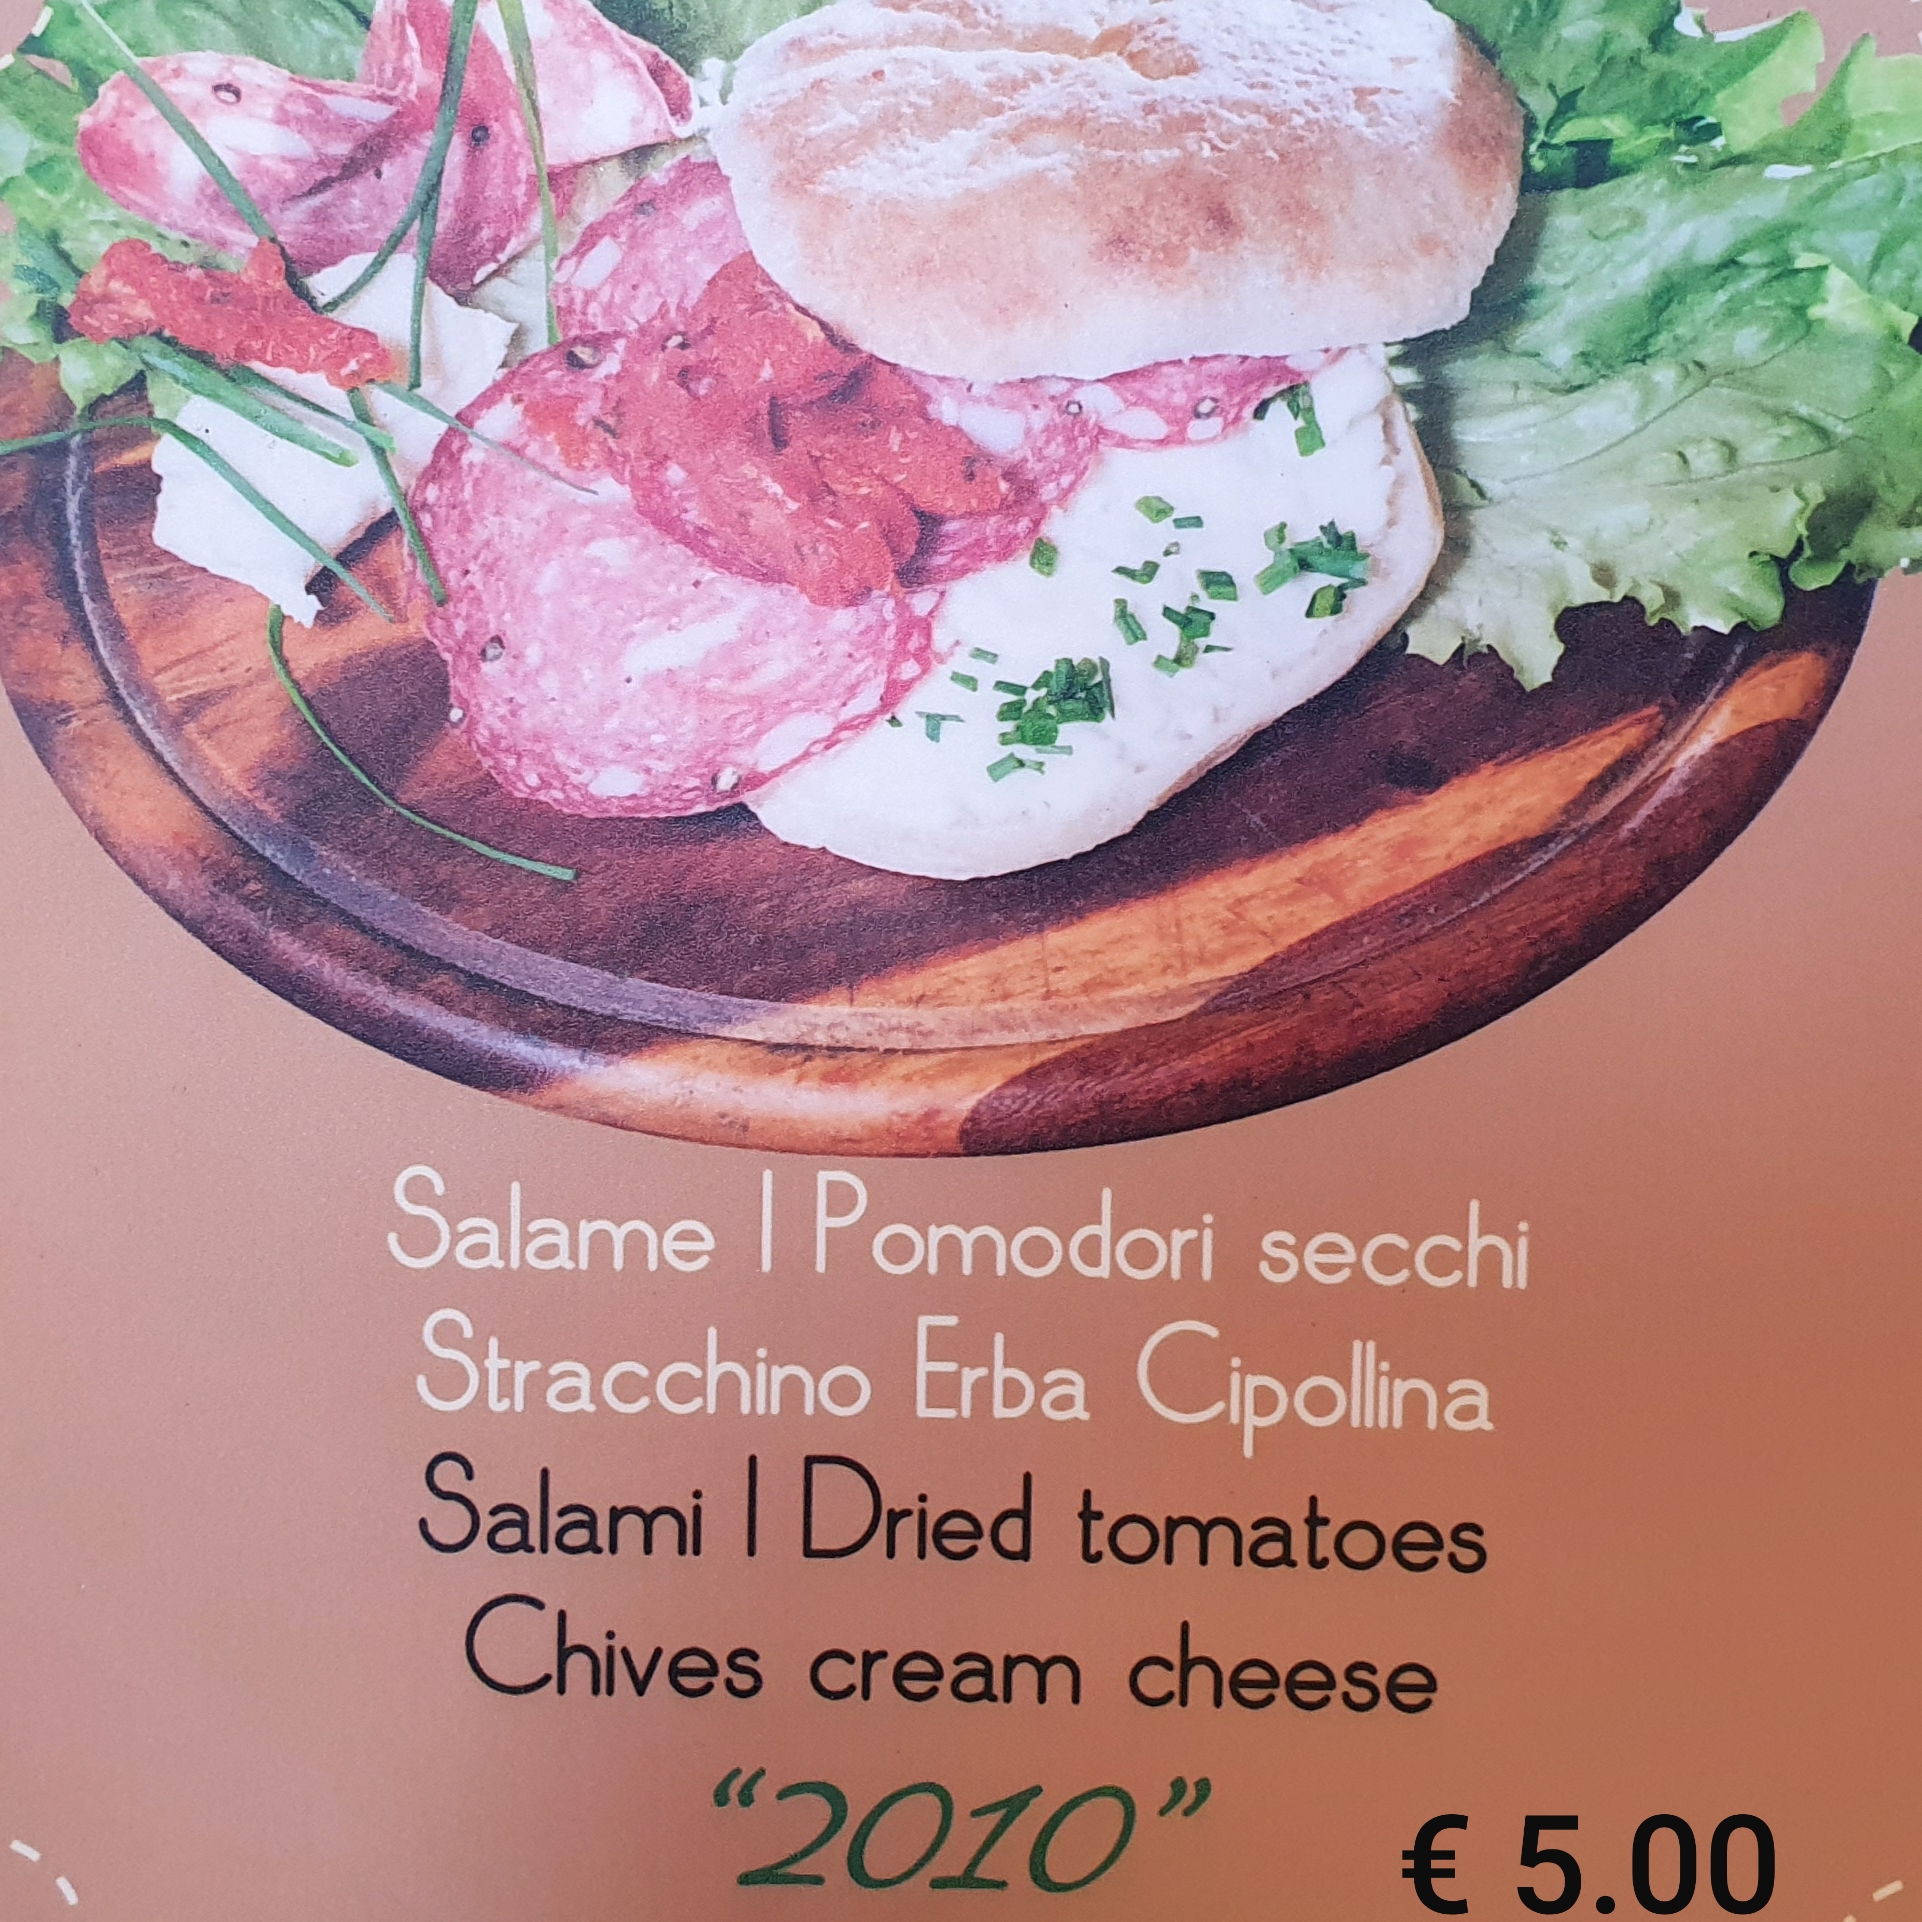 Salame | Pomodori secchi
Stracchino Erba Cipollina
Salami | Dried tomatoes
Chives cream cheese
“2010”
€ 5.00